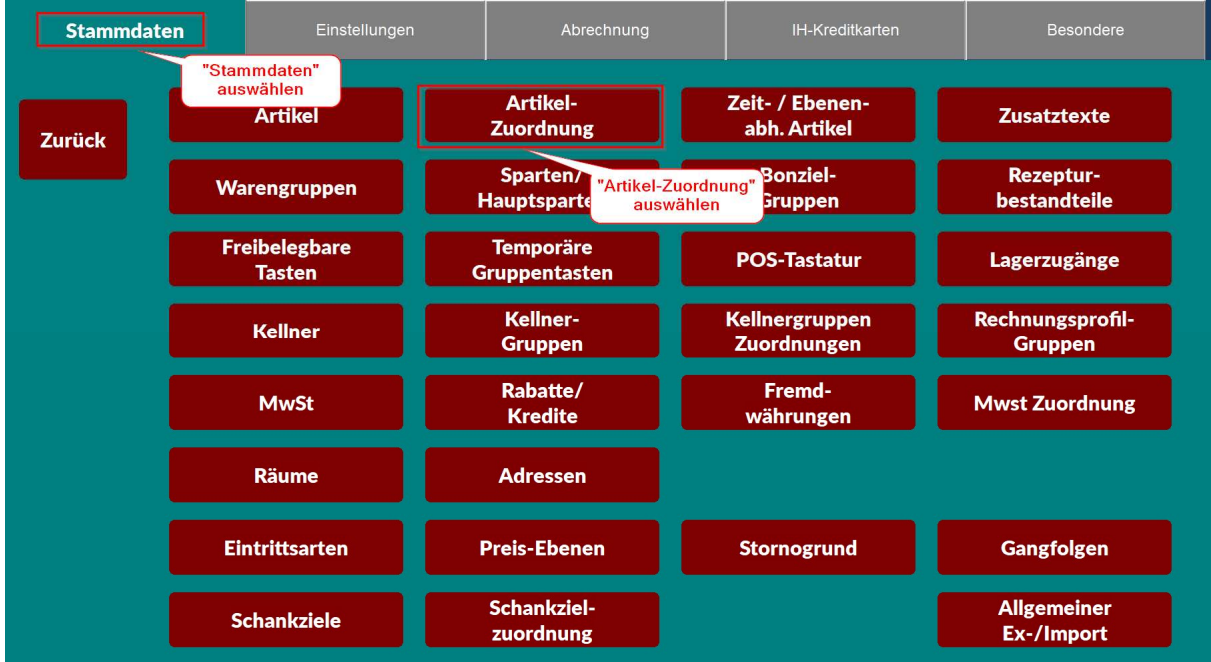 Stammdaten
Einstellungen
Abrechnung
IH-Kreditkarten
Besondere
"Stammdaten"
auswählen
Zurück
Artikel
Artikel-
Zuordnung
Zeit- / Ebenen-
abh. Artikel
Zusatztexte
"Artikel-Zuordnung"
auswählen
Warengruppen
Sparten/
Hauptsparte
Bonziel-
Gruppen
Rezeptur-
bestandteile
Freibelegbare
Tasten
Temporäre
Gruppentasten
POS-Tastatur
Lagerzugänge
Kellner
Kellner-
Gruppen
Kellnergruppen
Zuordnungen
Rechnungsprofil-
Gruppen
MwSt
Rabatte/
Kredite
Fremd-
währungen
Mwst Zuordnung
Räume
Adressen
Eintrittsarten
Preis-Ebenen
Stornogrund
Gangfolgen
Schankziele
Schankziel-
zuordnung
Allgemeiner
Ex-/Import